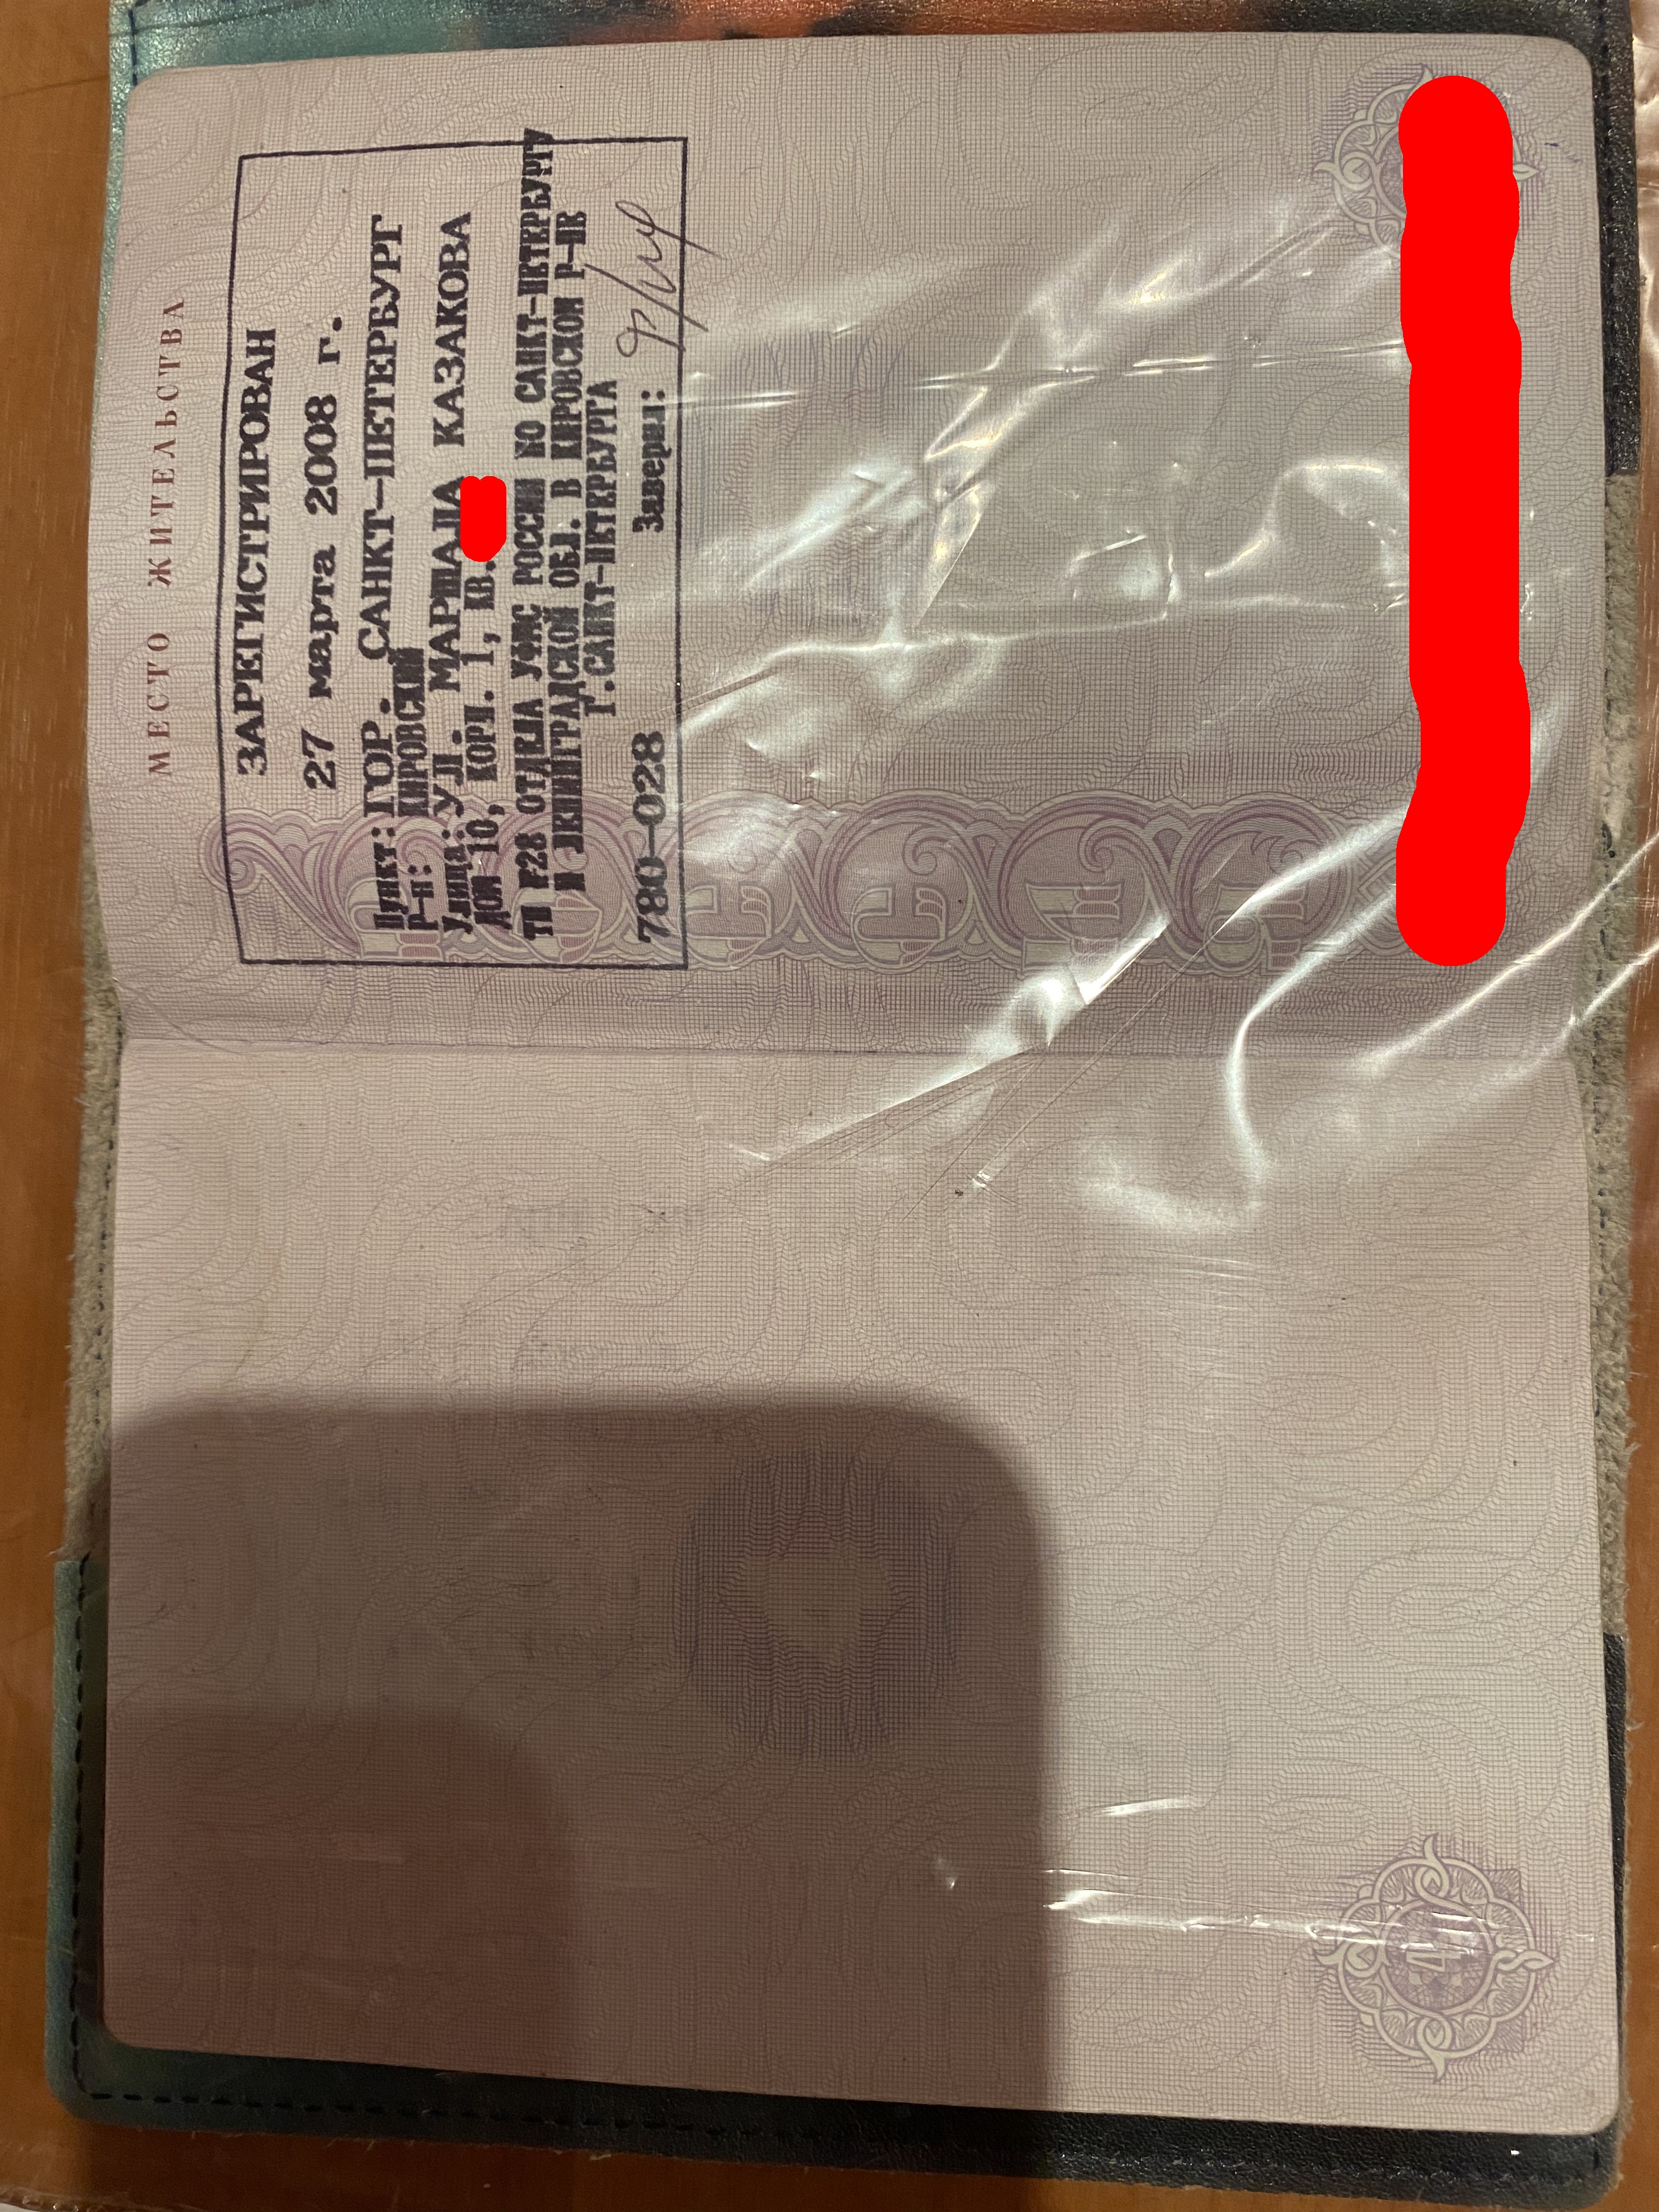 МЕСТО ЖИТЕЛЬСТВА
ЗАРЕГИСТРИРОВАН
27 марта 2008 г.
Пункт: ГОР. САНКТ-ПЕТЕРБУРГ
Р-н: КИРОВСКИЙ
Улица: УЛ. МАРШАЛА КАЗАКОВА
ДОМ 10, КОРП. 1, КВ.
ТП №28 ОТДЕЛА УФМС РОССИИ ПО САНКТ-ПЕТЕРБУРГУ
И ЛЕНИНГРАДСКОЙ ОБЛ. В КИРОВСКОМ Р-НЕ
Г.САНКТ-ПЕТЕРБУРГА
780-028 Заверил: